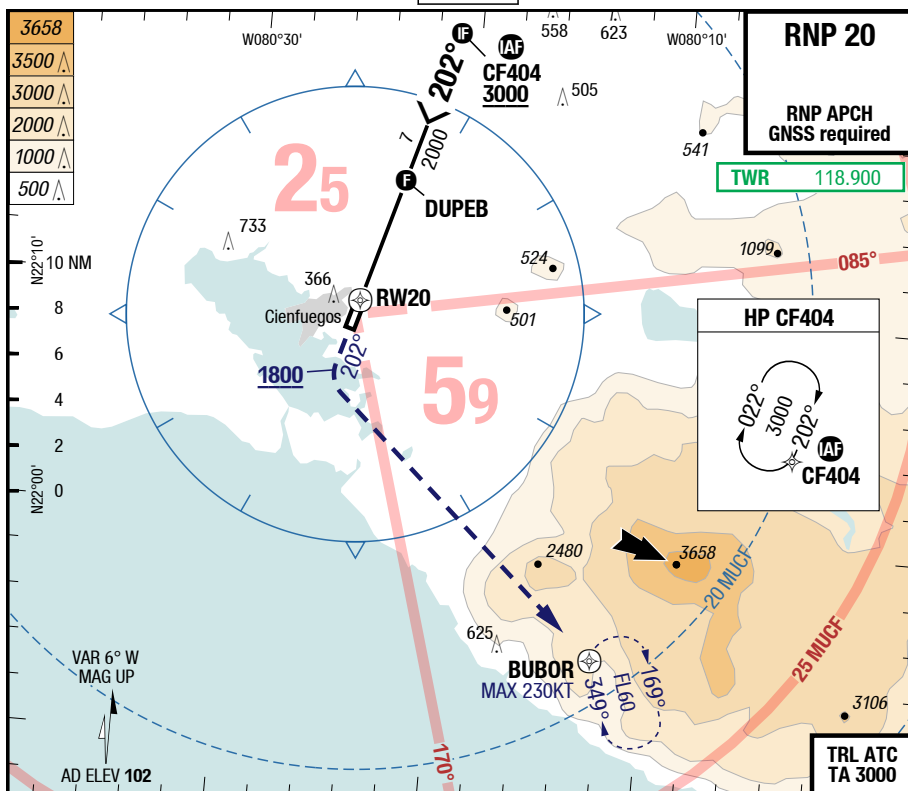 3658
3500
3000
2000
1000
500
W080°30'
IF
IAF
CF404
3000
202°
558
623
W080°10'
RNP 20
RNP APCH
GNSS required
505
541
7
2000
TWR 118.900
25
F
DUPEB
733
N22°10'
10 NM
524
1099
085°
366
RW20
8
Cienfuegos
501
HP CF404
6
202°
1800
59
022°
3000
202°
IAF
CF404
4
2
N22°00'
0
2480
3658
20 MUCF
625
25 MUCF
VAR 6° W
MAG UP
BUBOR
MAX 230KT
349°
FL60
169°
3106
170°
AD ELEV 102
TRL ATC
TA 3000